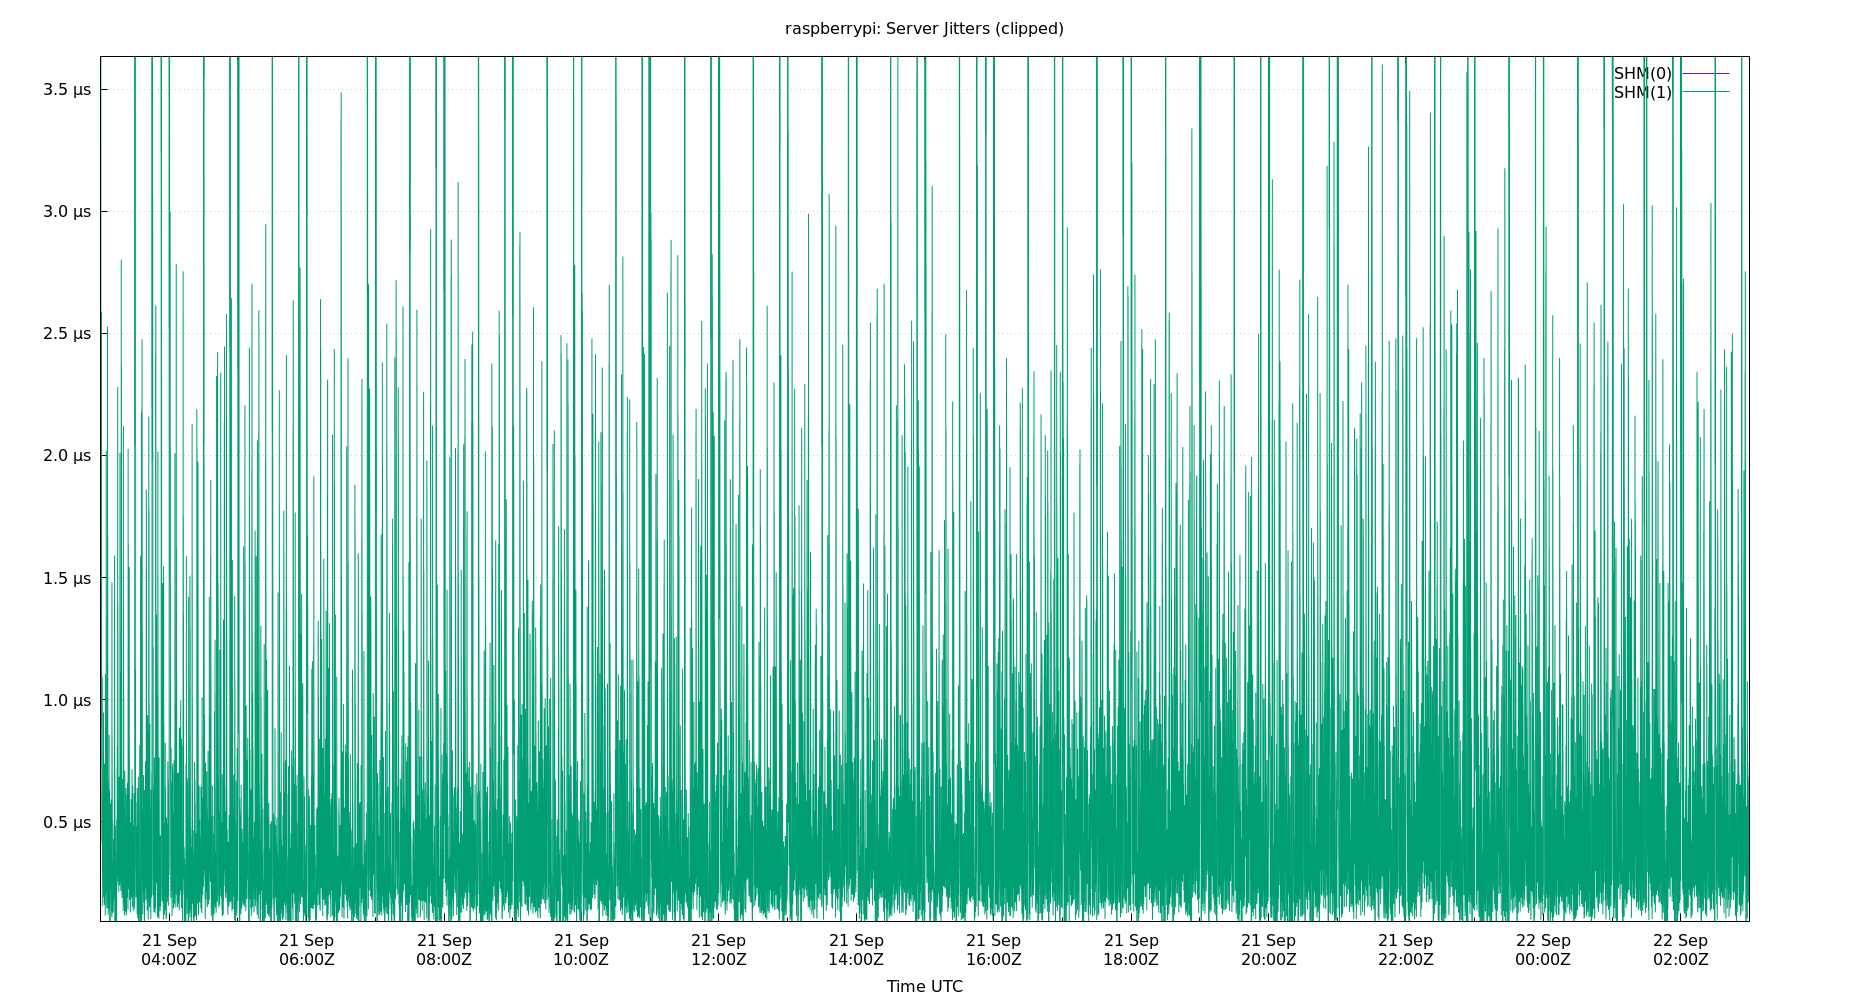 raspberrypi: Server Jitters (clipped)
SHM(0)
SHM(1)
3.5 µs
3.0 µs
2.5 µs
2.0 µs
1.5 µs
1.0 µs
0.5 µs
21 Sep 21 Sep 21 Sep 21 Sep 21 Sep 21 Sep 21 Sep 21 Sep 21 Sep 21 Sep 22 Sep 22 Sep
04:00Z 06:00Z 08:00Z 10:00Z 12:00Z 14:00Z 16:00Z 18:00Z 20:00Z 22:00Z 00:00Z 02:00Z
Time UTC